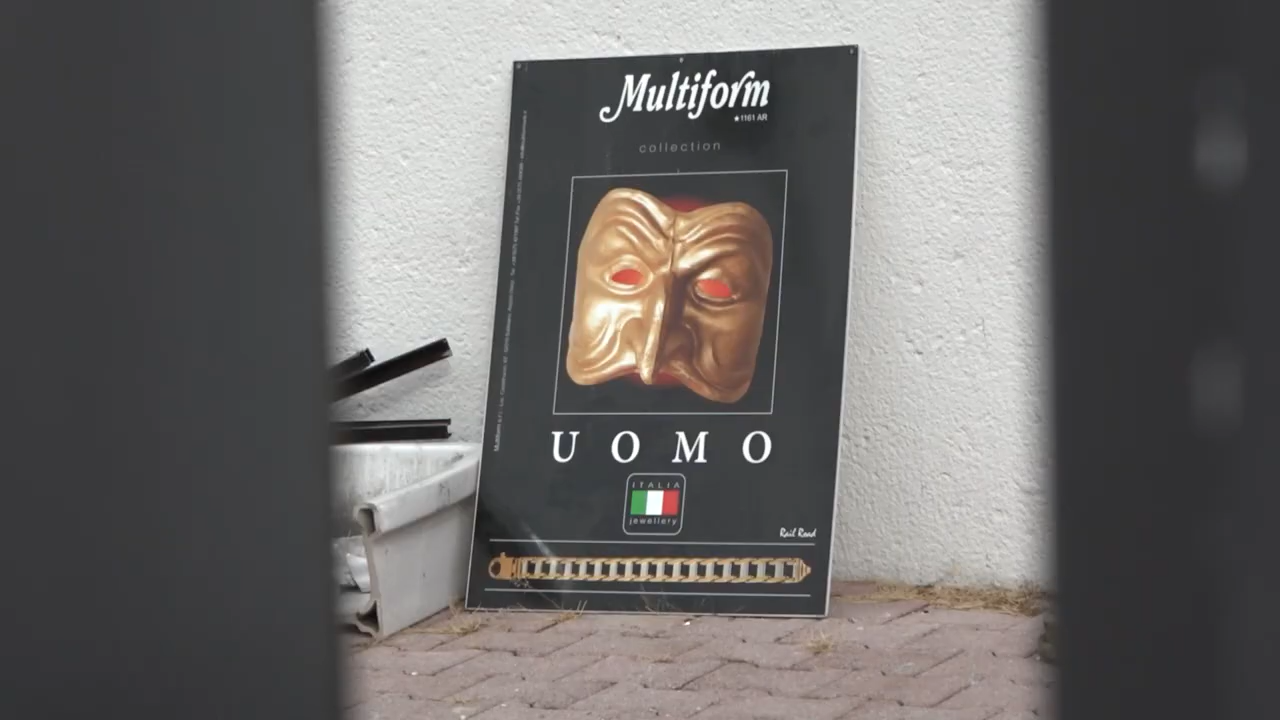 Multiform
★1161 AR
collection
UOMO
ITALIA
jewellery
Rail Road